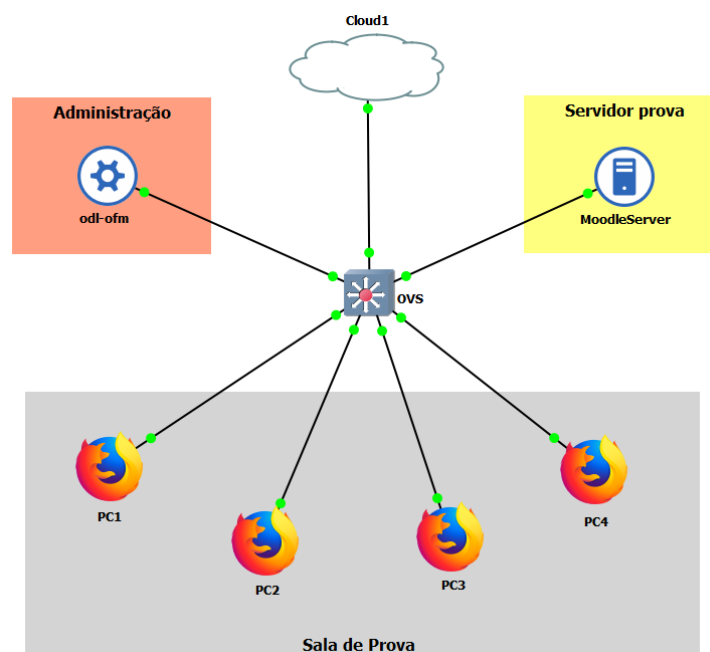 Cloud1
Administração
Servidor prova
odl-ofm
MoodleServer
OVS
PC1
PC2
PC3
PC4
Sala de Prova